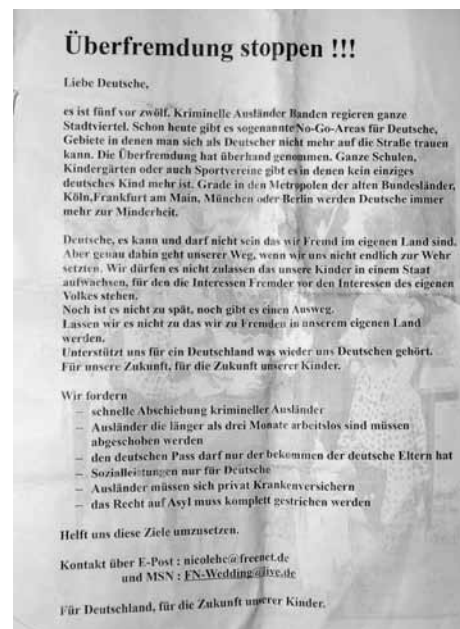 Überfremdung stoppen !!!
Liebe Deutsche,
es ist fünf vor zwölf. Kriminelle Ausländer Banden regieren ganze
Stadtviertel. Schon heute gibt es sogenannte No-Go-Areas für Deutsche,
Gebiete in denen man sich als Deutscher nicht mehr auf die Straße trauen
kann. Die Überfremdung hat überhand genommen. Ganze Schulen,
Kindergärten oder auch Sportvereine gibt es in denen kein einziges
deutsches Kind mehr ist. Grade in den Metropolen der alten Bundesländer,
Köln,Frankfurt am Main, München oder Berlin werden Deutsche immer
mehr zur Minderheit.
Deutsche, es kann und darf nicht sein das wir Fremd im eigenen Land sind.
Aber genau dahin geht unserer Weg, wenn wir uns nicht endlich zur Wehr
setzten. Wir dürfen es nicht zulassen das unsere Kinder in einem Staat
aufwachsen, für den die Interessen Fremder vor den Interessen des eigenen
Volkes stehen.
Noch ist es nicht zu spät, noch gibt es einen Ausweg.
Lassen wir es nicht zu das wir zu Fremden in unserem eigenen Land
werden.
Unterstützt uns für ein Deutschland was wieder uns Deutschen gehört.
Für unsere Zukunft, für die Zukunft unserer Kinder.
Wir fordern
– schnelle Abschiebung krimineller Ausländer
– Ausländer die länger als drei Monate arbeitslos sind müssen
abgeschoben werden
– den deutschen Pass darf nur der bekommen der deutsche Eltern hat
– Sozialleistungen nur für Deutsche
– Ausländer müssen sich privat Krankenversichern
– das Recht auf Asyl muss komplett gestrichen werden
Helft uns diese Ziele umzusetzen.
Kontakt über E-Post : nicolehe@freenet.de
und MSN : FN-Wedding@live.de
Für Deutschland, für die Zukunft unserer Kinder.